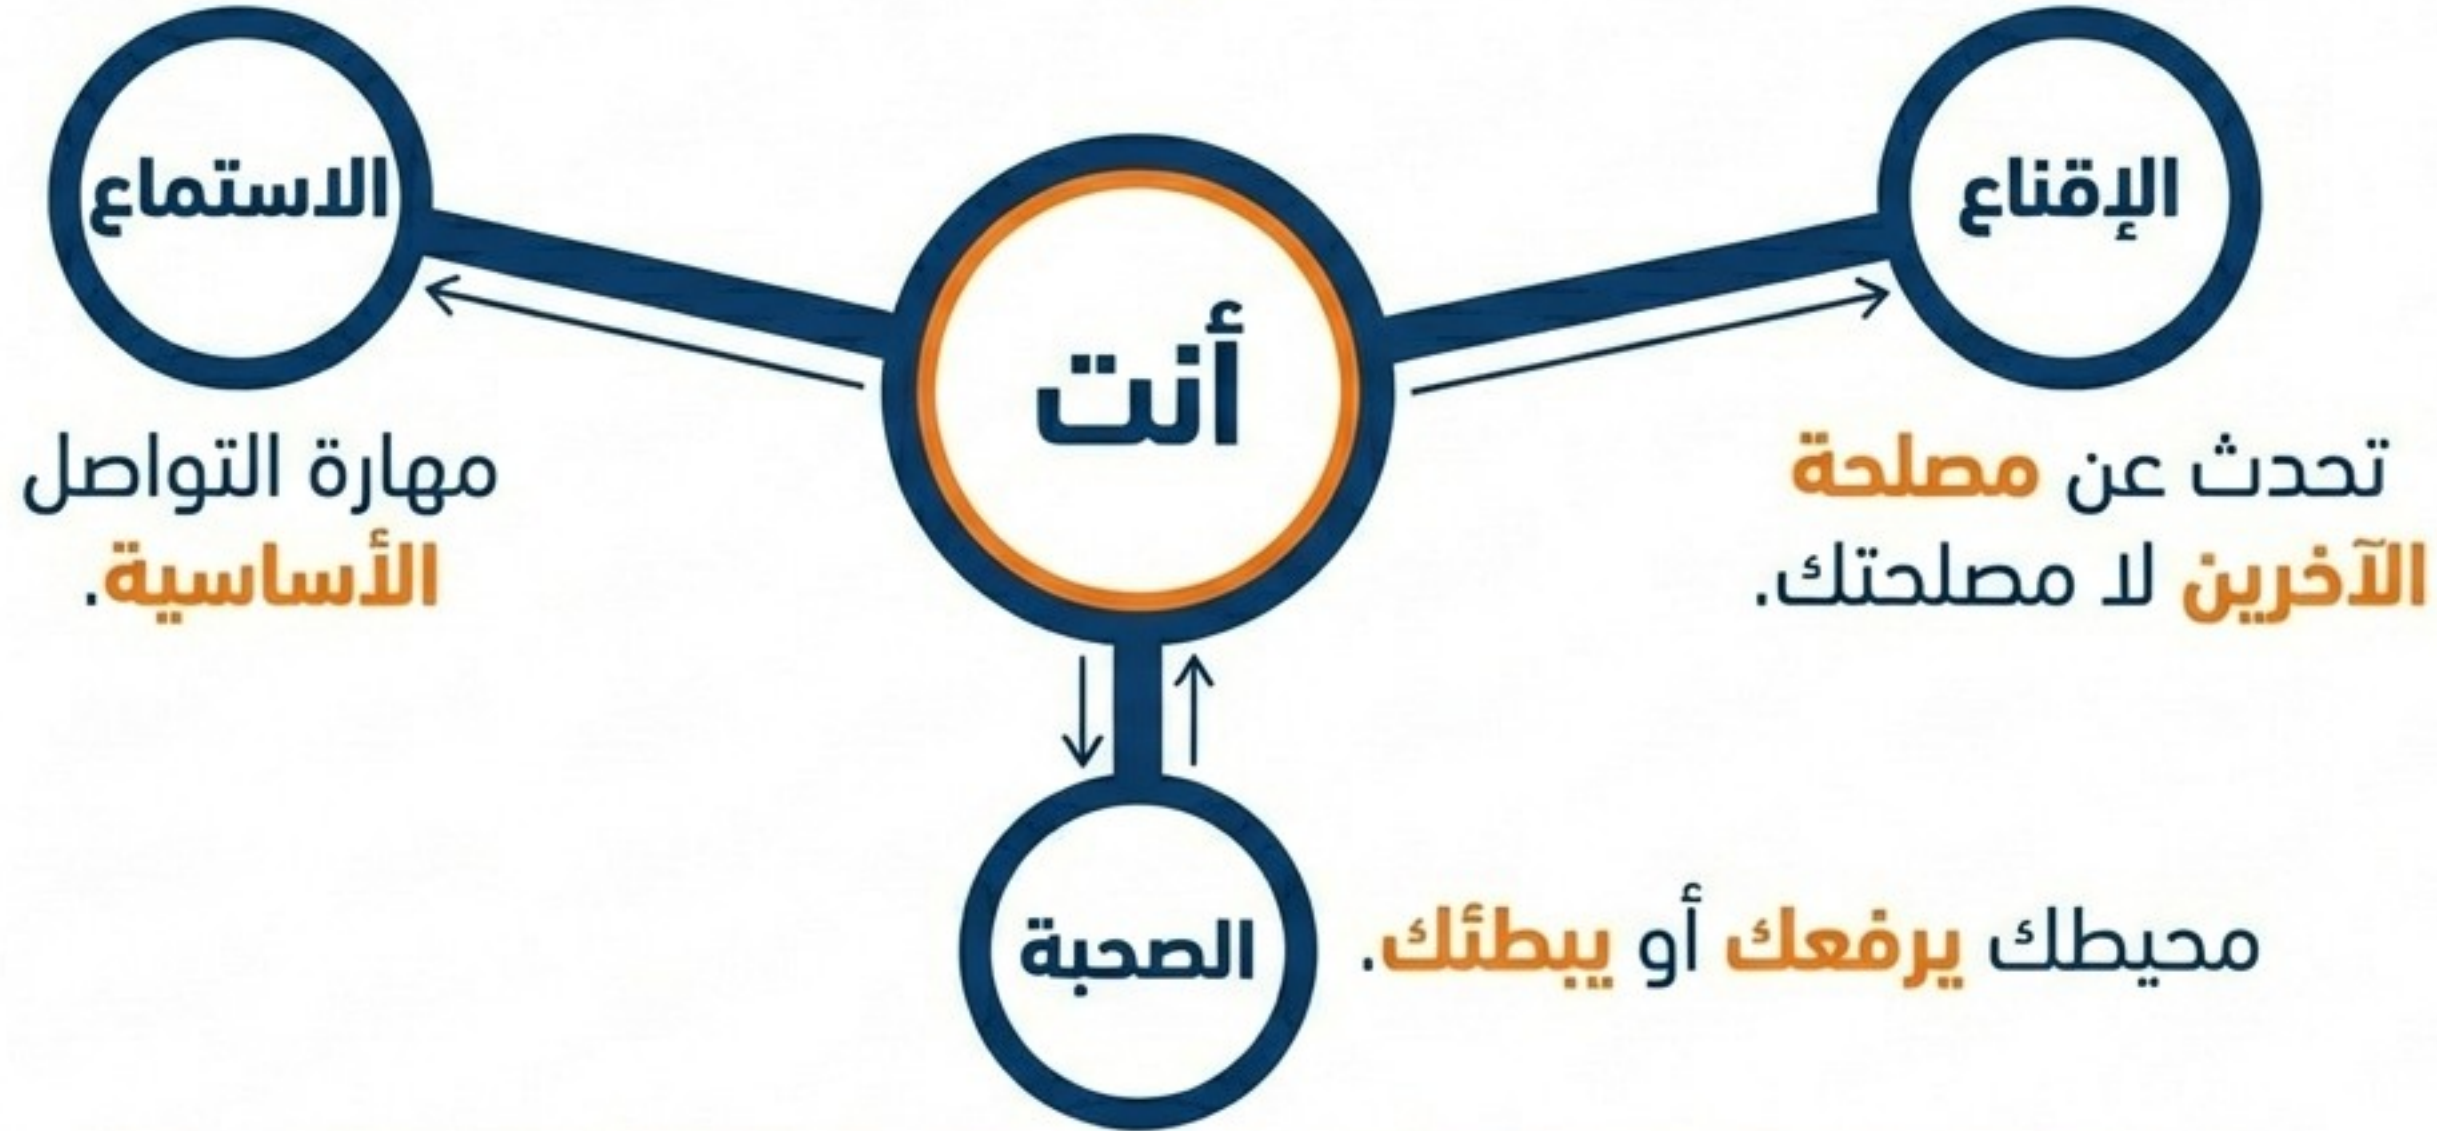 الإقناع
تحدث عن مصلحة
الآخرين لا مصلحتك.
أنت
الاستماع
مهارة التواصل
الأساسية.
الصحبة
محيطك يرفعك أو يبطئك.